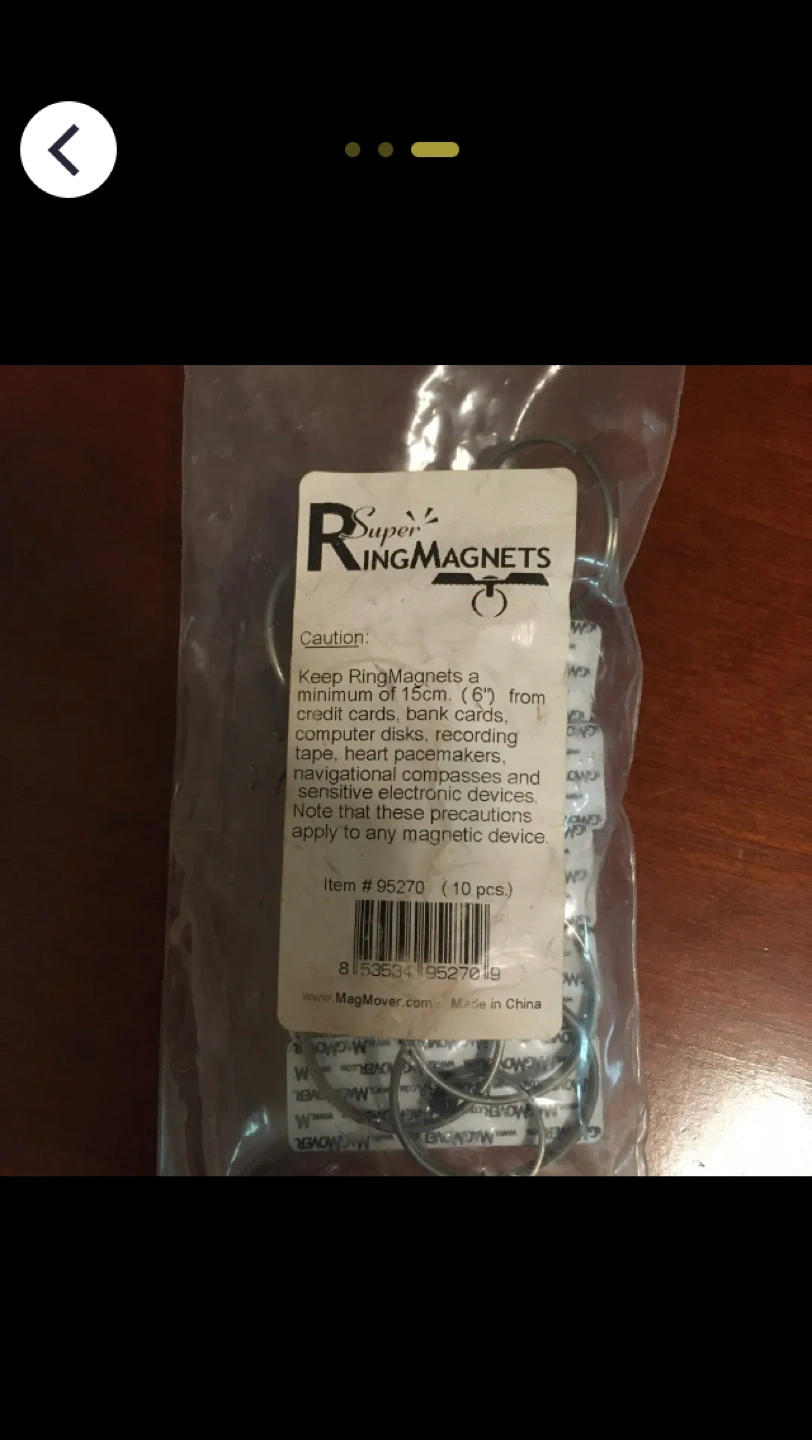 Super
RINGMAGNETS
Caution:
Keep RingMagnets a
minimum of 15cm. ( 6") from
credit cards, bank cards,
computer disks, recording
tape, heart pacemakers,
navigational compasses and
sensitive electronic devices.
Note that these precautions
apply to any magnetic device.
Item # 95270 ( 10 pcs.)
8 53534 95270 9
www.MagMover.com Made in China
MAGMOVER